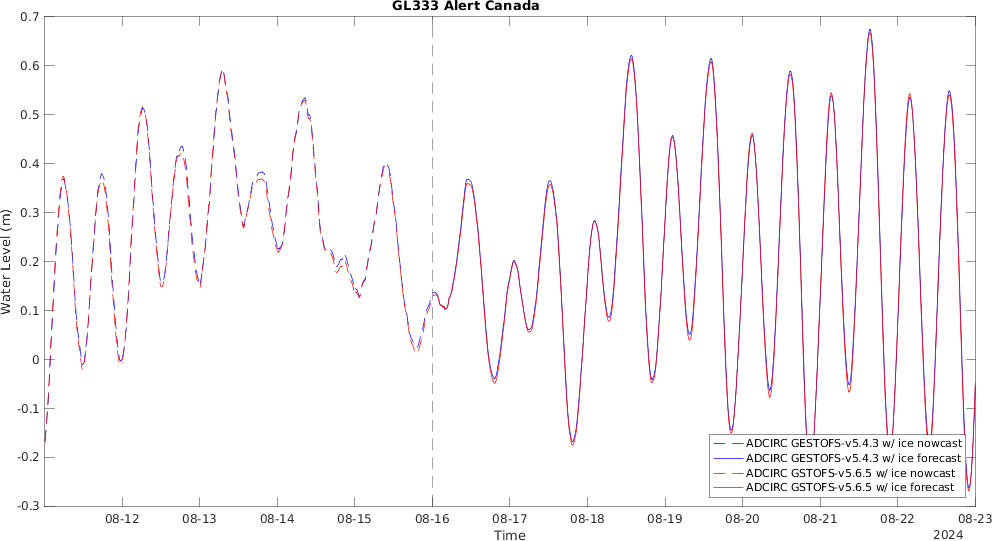 GL333 Alert Canada
0.7
0.6
0.5
0.4
0.3
0.2
0.1
0
-0.1
-0.2
-0.3
Water Level (m)
ADCIRC GESTOFS-v5.4.3 w/ ice nowcast
ADCIRC GESTOFS-v5.4.3 w/ ice forecast
ADCIRC GSTOFS-v5.6.5 w/ ice nowcast
ADCIRC GSTOFS-v5.6.5 w/ ice forecast
08-12 08-13 08-14 08-15 08-16 08-17 08-18 08-19 08-20 08-21 08-22 08-23
Time
2024